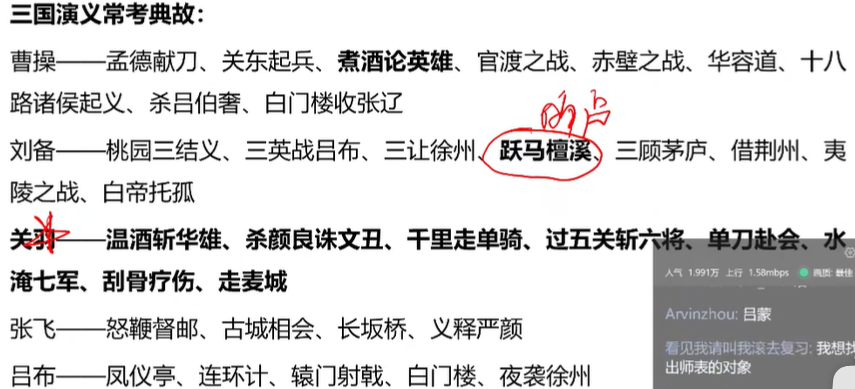 三国演义常考典故：
曹操——孟德献刀、关东起兵、煮酒论英雄、官渡之战、赤壁之战、华容道、十八
路诸侯起义、杀吕伯奢、白门楼收张辽
刘备——桃园三结义、三英战吕布、三让徐州、跃马檀溪、三顾茅庐、借荆州、夷
陵之战、白帝托孤
关羽——温酒斩华雄、杀颜良诛文丑、千里走单骑、过五关斩六将、单刀赴会、水
淹七军、刮骨疗伤、走麦城
人气 1.991万 上行 1.58mbps 画质: 最佳
张飞——怒鞭督邮、古城相会、长坂桥、义释严颜
Arvinzhou: 吕蒙
看见我请叫我滚去复习: 我想找
出师表的对象
吕布——凤仪亭、连环计、辕门射戟、白门楼、夜袭徐州